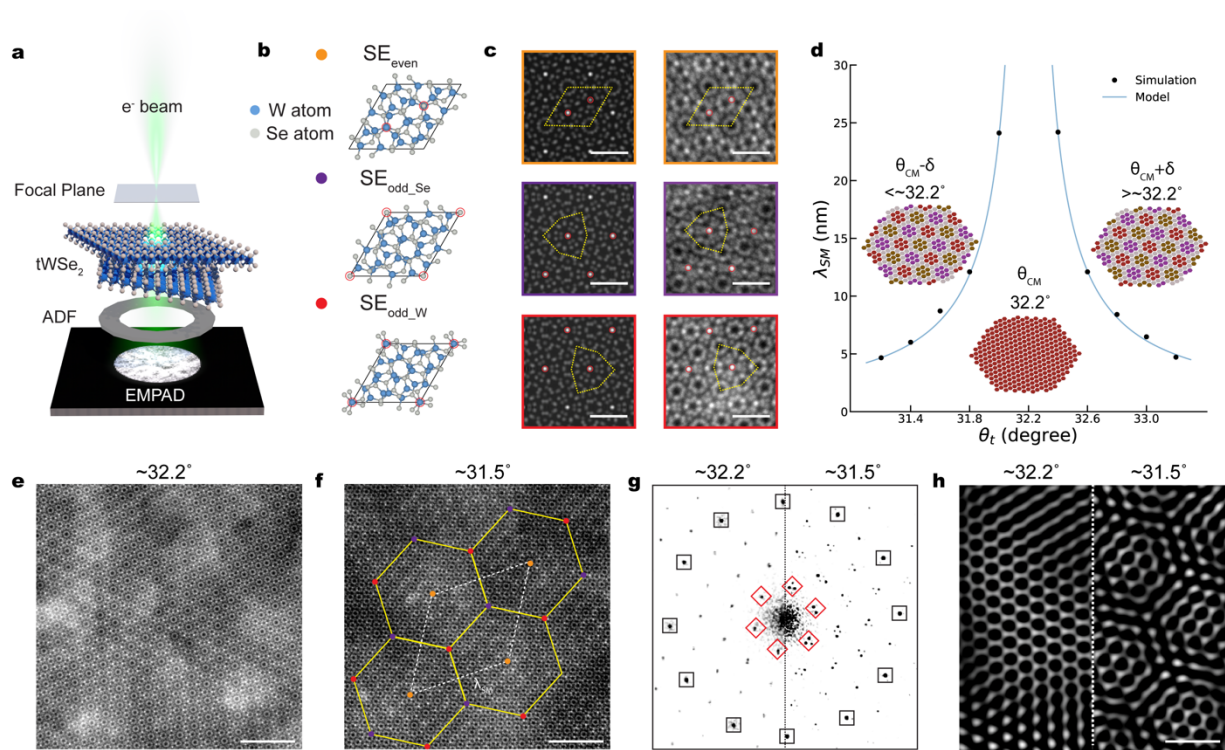 a
e- beam
Focal Plane
tWSe2
ADF
EMPAD
b
SEeven
W atom
Se atom
SEodd_Se
SEodd_W
c
d
λSM (nm)
30
25
20
15
10
5
0
Simulation
Model
θCM-δ
<~32.2°
θCM+δ
>~32.2°
θCM
32.2°
31.4 31.8 32.2 32.6 33.0
θt (degree)
e
~32.2°
f
~31.5°
λSM
g
~32.2° ~31.5°
h
~32.2° ~31.5°